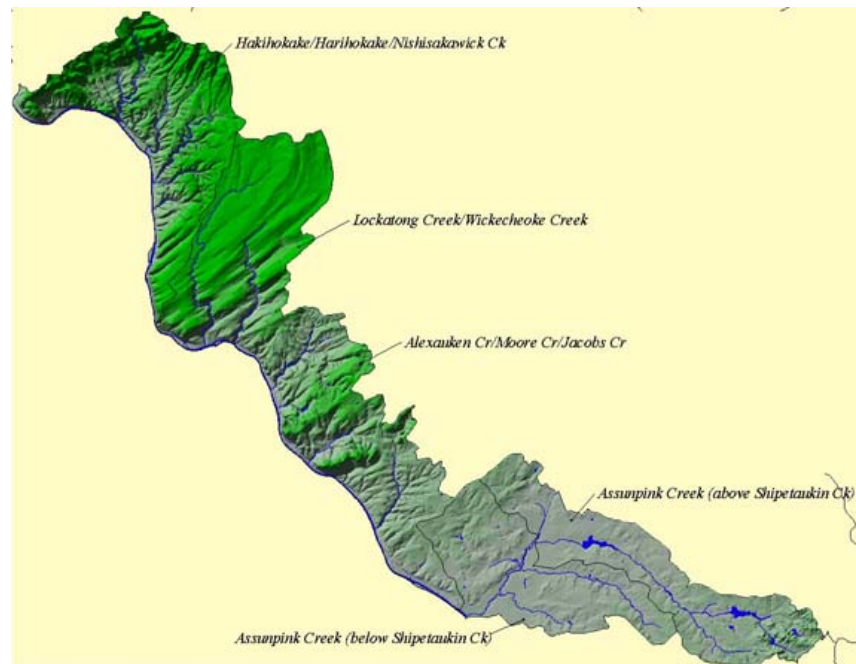 Hakihokake/Harihokake/Nishisakawick Ck
Lockatong Creek/Wickecheoke Creek
Alexauken Cr/Moore Cr/Jacobs Cr
Assunpink Creek (above Shipetaukin Ck)
Assunpink Creek (below Shipetaukin Ck)